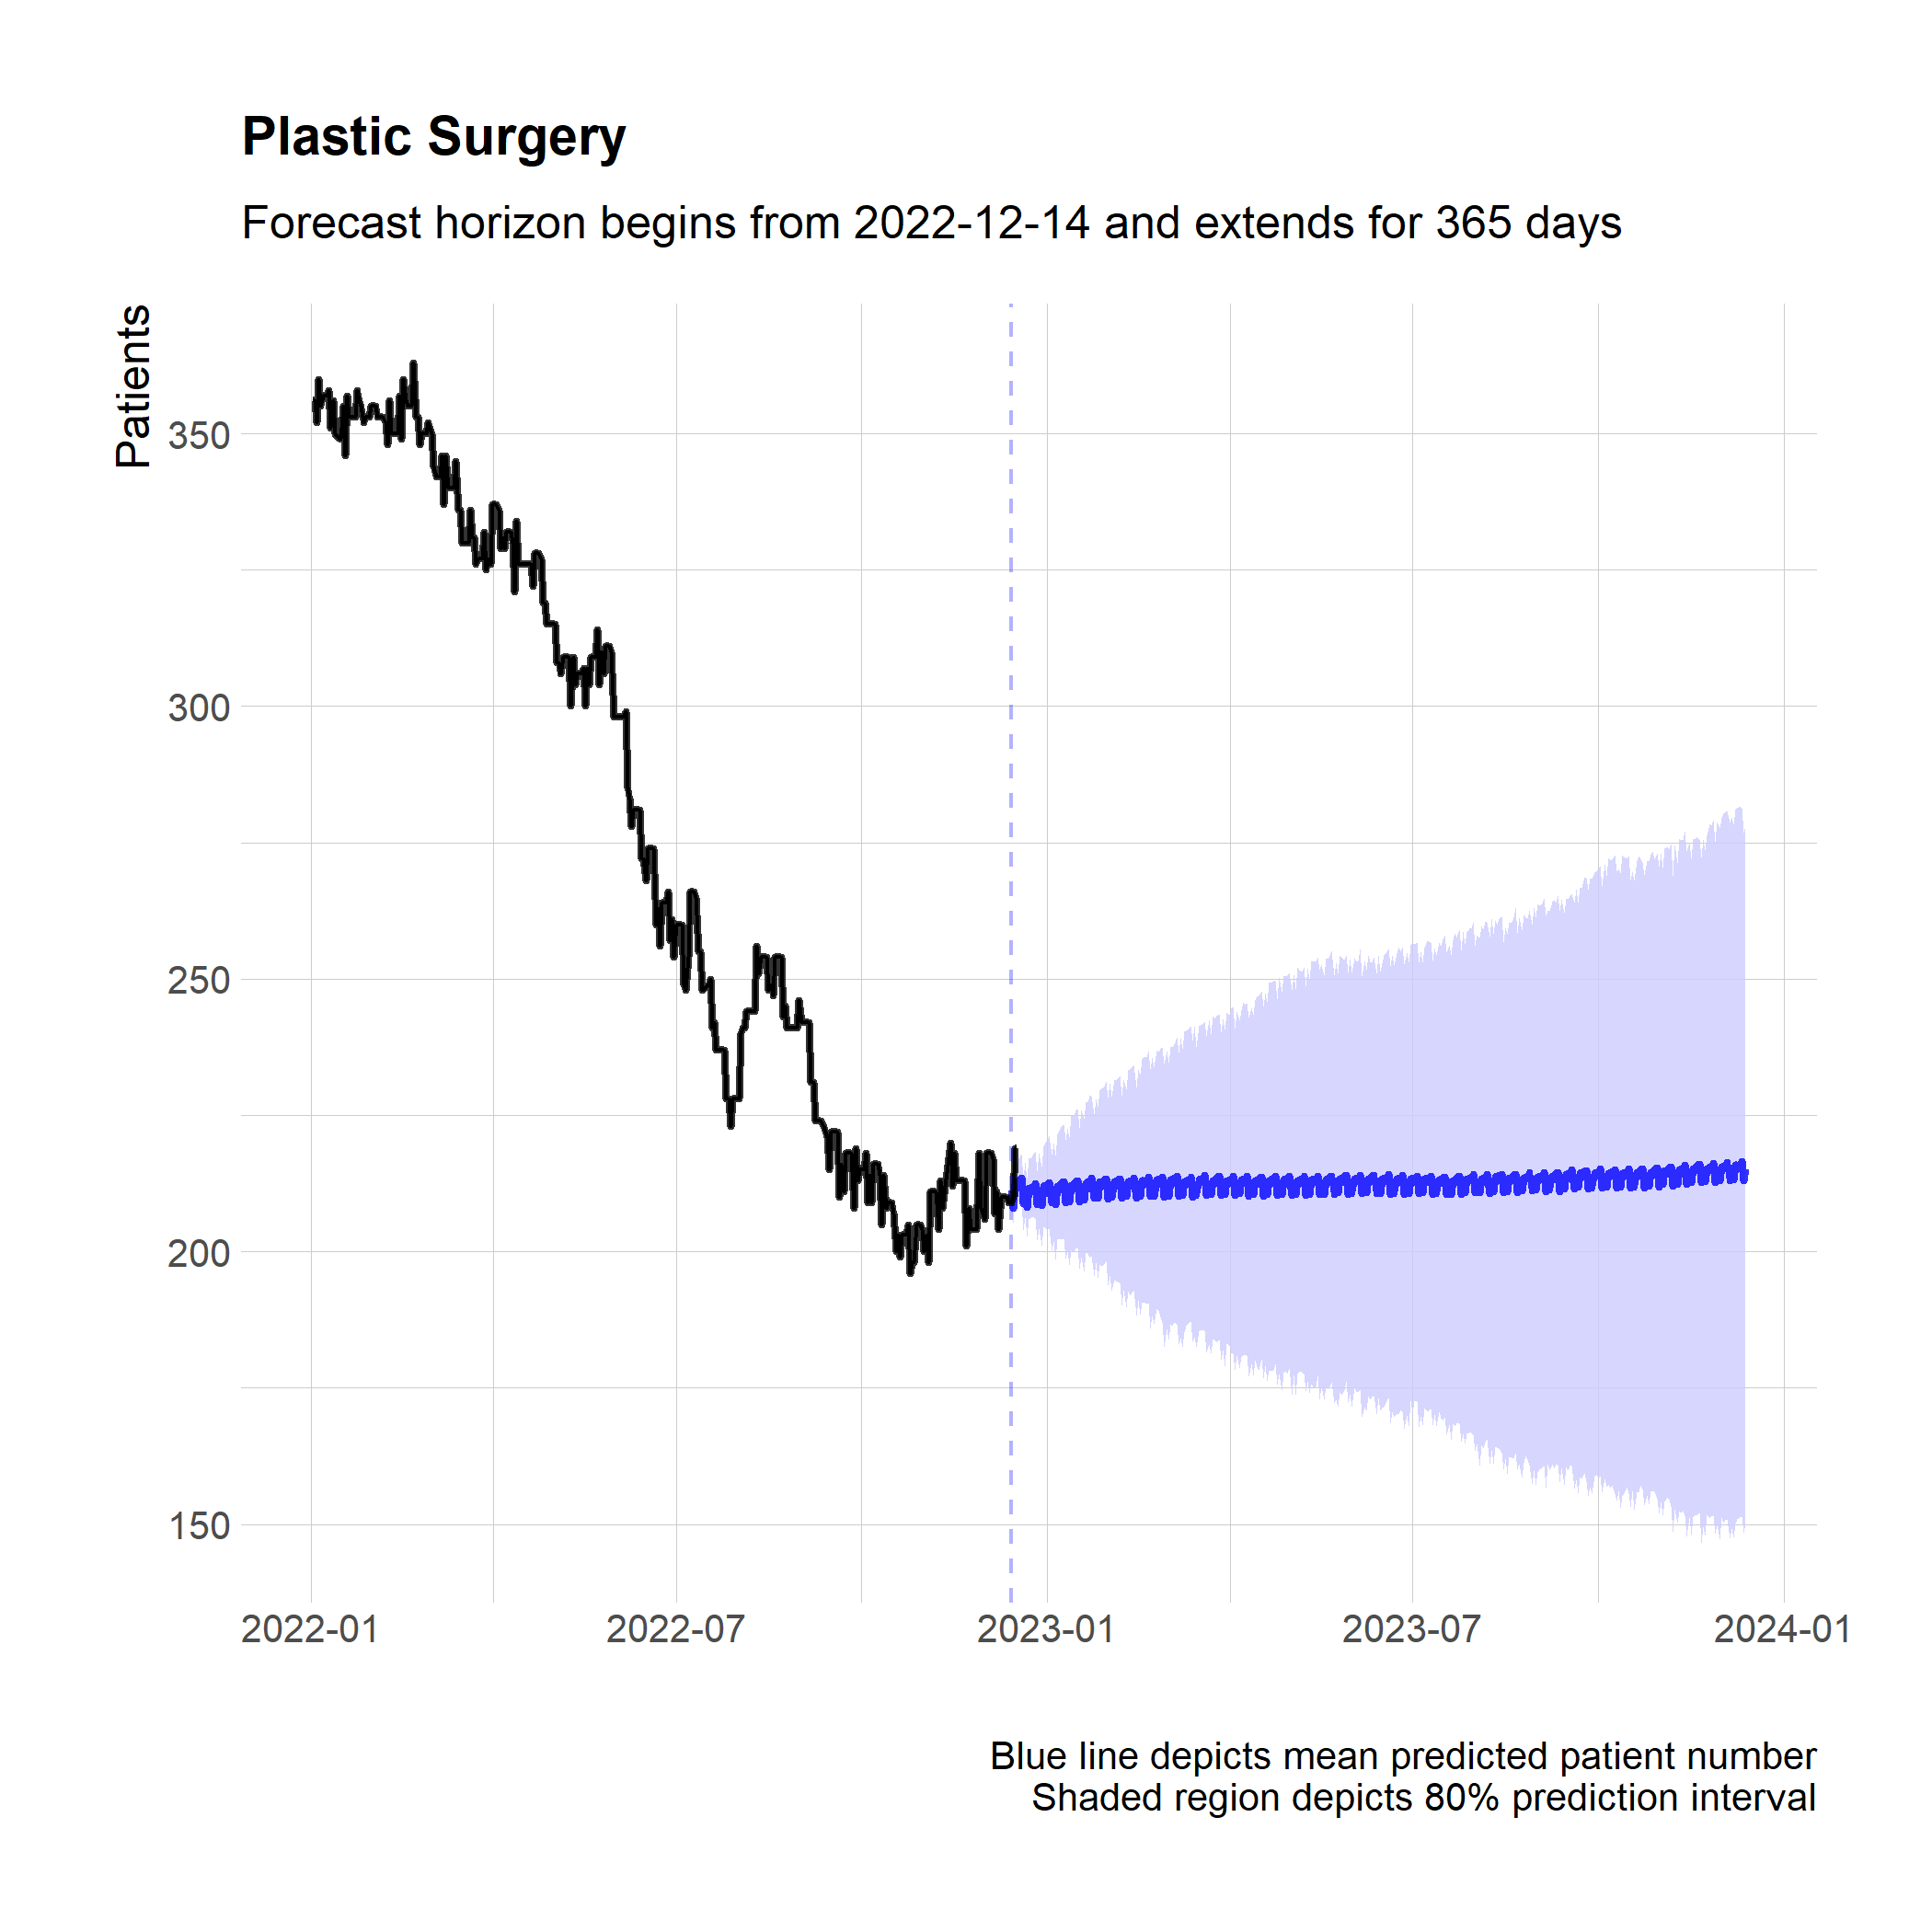 Plastic Surgery
Forecast horizon begins from 2022-12-14 and extends for 365 days
Patients
350
300
250
200
150
2022-01
2022-07
2023-01
2023-07
2024-01
Blue line depicts mean predicted patient number
Shaded region depicts 80% prediction interval